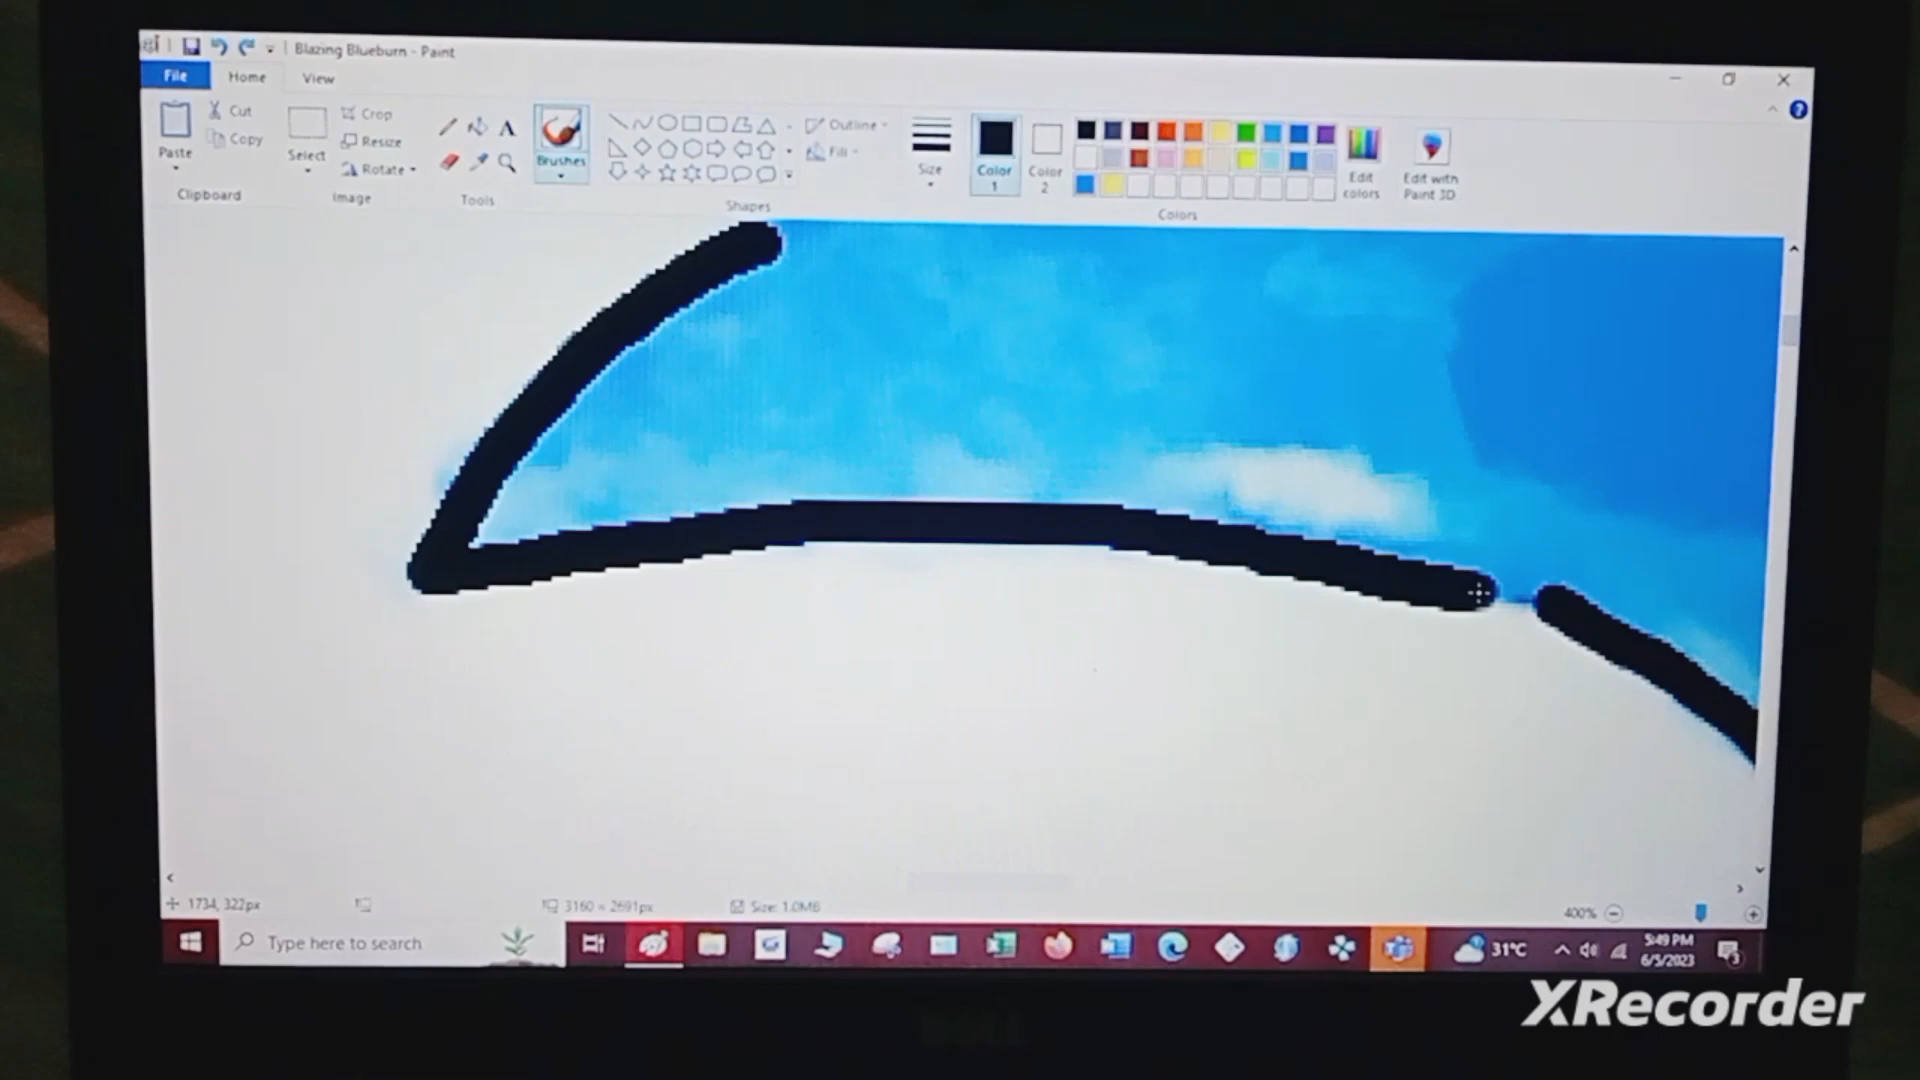 Blazing Blueburn - Paint
File Home View
Paste
Cut
Copy
Clipboard
Select
Crop
Resize
Rotate
Image
A
Tools
Brushes
Shapes
Outline
Fill
Size
Color 1
Color 2
Colors
Edit colors
Edit with Paint 3D
1734, 322px
3160 × 2691px
Size: 1.0MB
400%
Type here to search
31°C
5:49 PM
6/5/2023
3
XRecorder